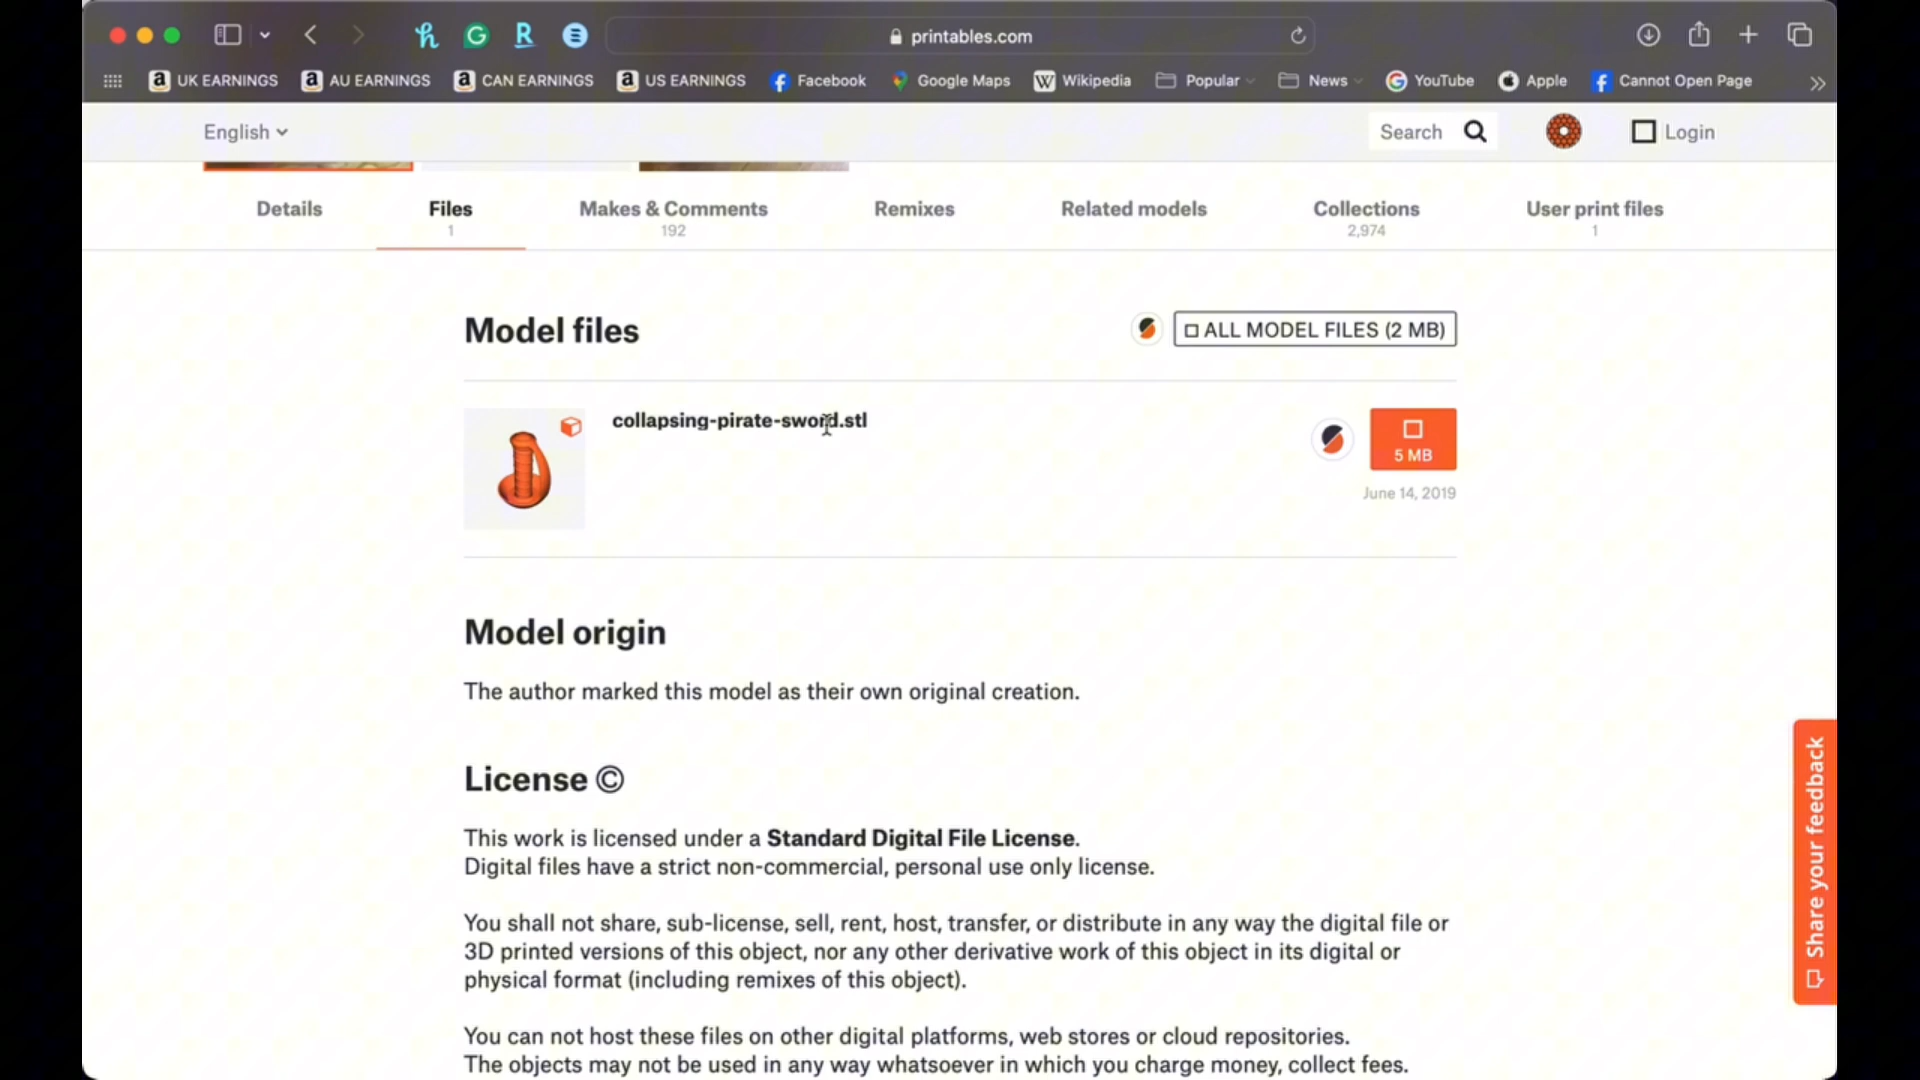 printables.com
UK EARNINGS AU EARNINGS CAN EARNINGS US EARNINGS Facebook Google Maps Wikipedia Popular News YouTube Apple Cannot Open Page
English Search Login
Details Files Makes & Comments Remixes Related models Collections User print files
1 192 2,974 1
Model files ALL MODEL FILES (2 MB)
collapsing-pirate-sword.stl
5 MB
June 14, 2019
Model origin
The author marked this model as their own original creation.
License ©
This work is licensed under a Standard Digital File License.
Digital files have a strict non-commercial, personal use only license.
You shall not share, sub-license, sell, rent, host, transfer, or distribute in any way the digital file or
3D printed versions of this object, nor any other derivative work of this object in its digital or
physical format (including remixes of this object).
You can not host these files on other digital platforms, web stores or cloud repositories.
The objects may not be used in any way whatsoever in which you charge money, collect fees.
Share your feedback